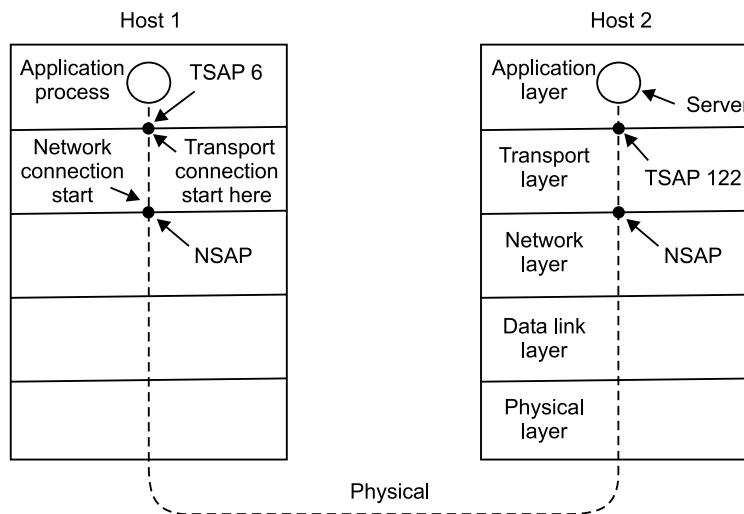 Host 1
Host 2
Application
process
TSAP 6
Network
connection
start
Transport
connection
start here
NSAP
Application
layer
Server
Transport
layer
TSAP 122
Network
layer
NSAP
Data link
layer
Physical
layer
Physical